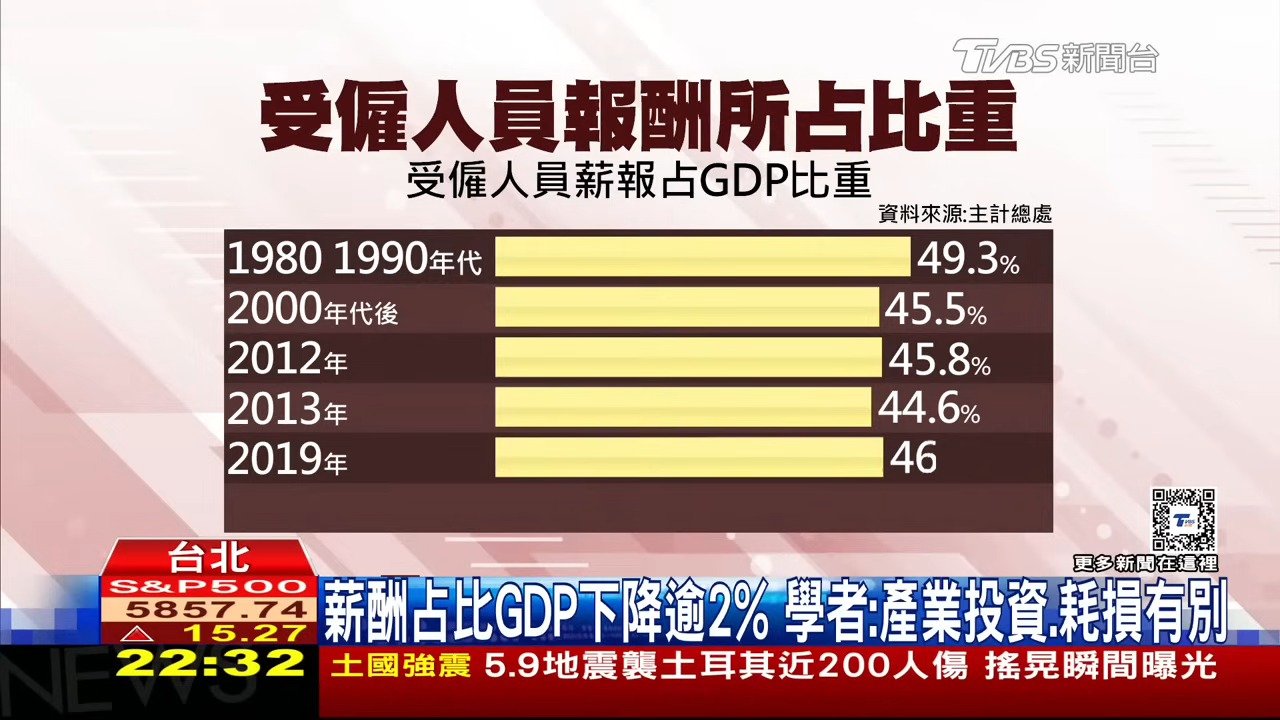 TVBS新聞台
受僱人員報酬所占比重
受僱人員薪報占GDP比重
資料來源:主計總處
1980 1990年代 49.3%
2000年代後 45.5%
2012年 45.8%
2013年 44.6%
2019年 46
TVBS
更多新聞在這裡
台北
S&P500
5857.74
15.27
22:32
薪酬占比GDP下降逾2% 學者:產業投資.耗損有別
土國強震 5.9地震襲土耳其近200人傷 搖晃瞬間曝光
NEWS